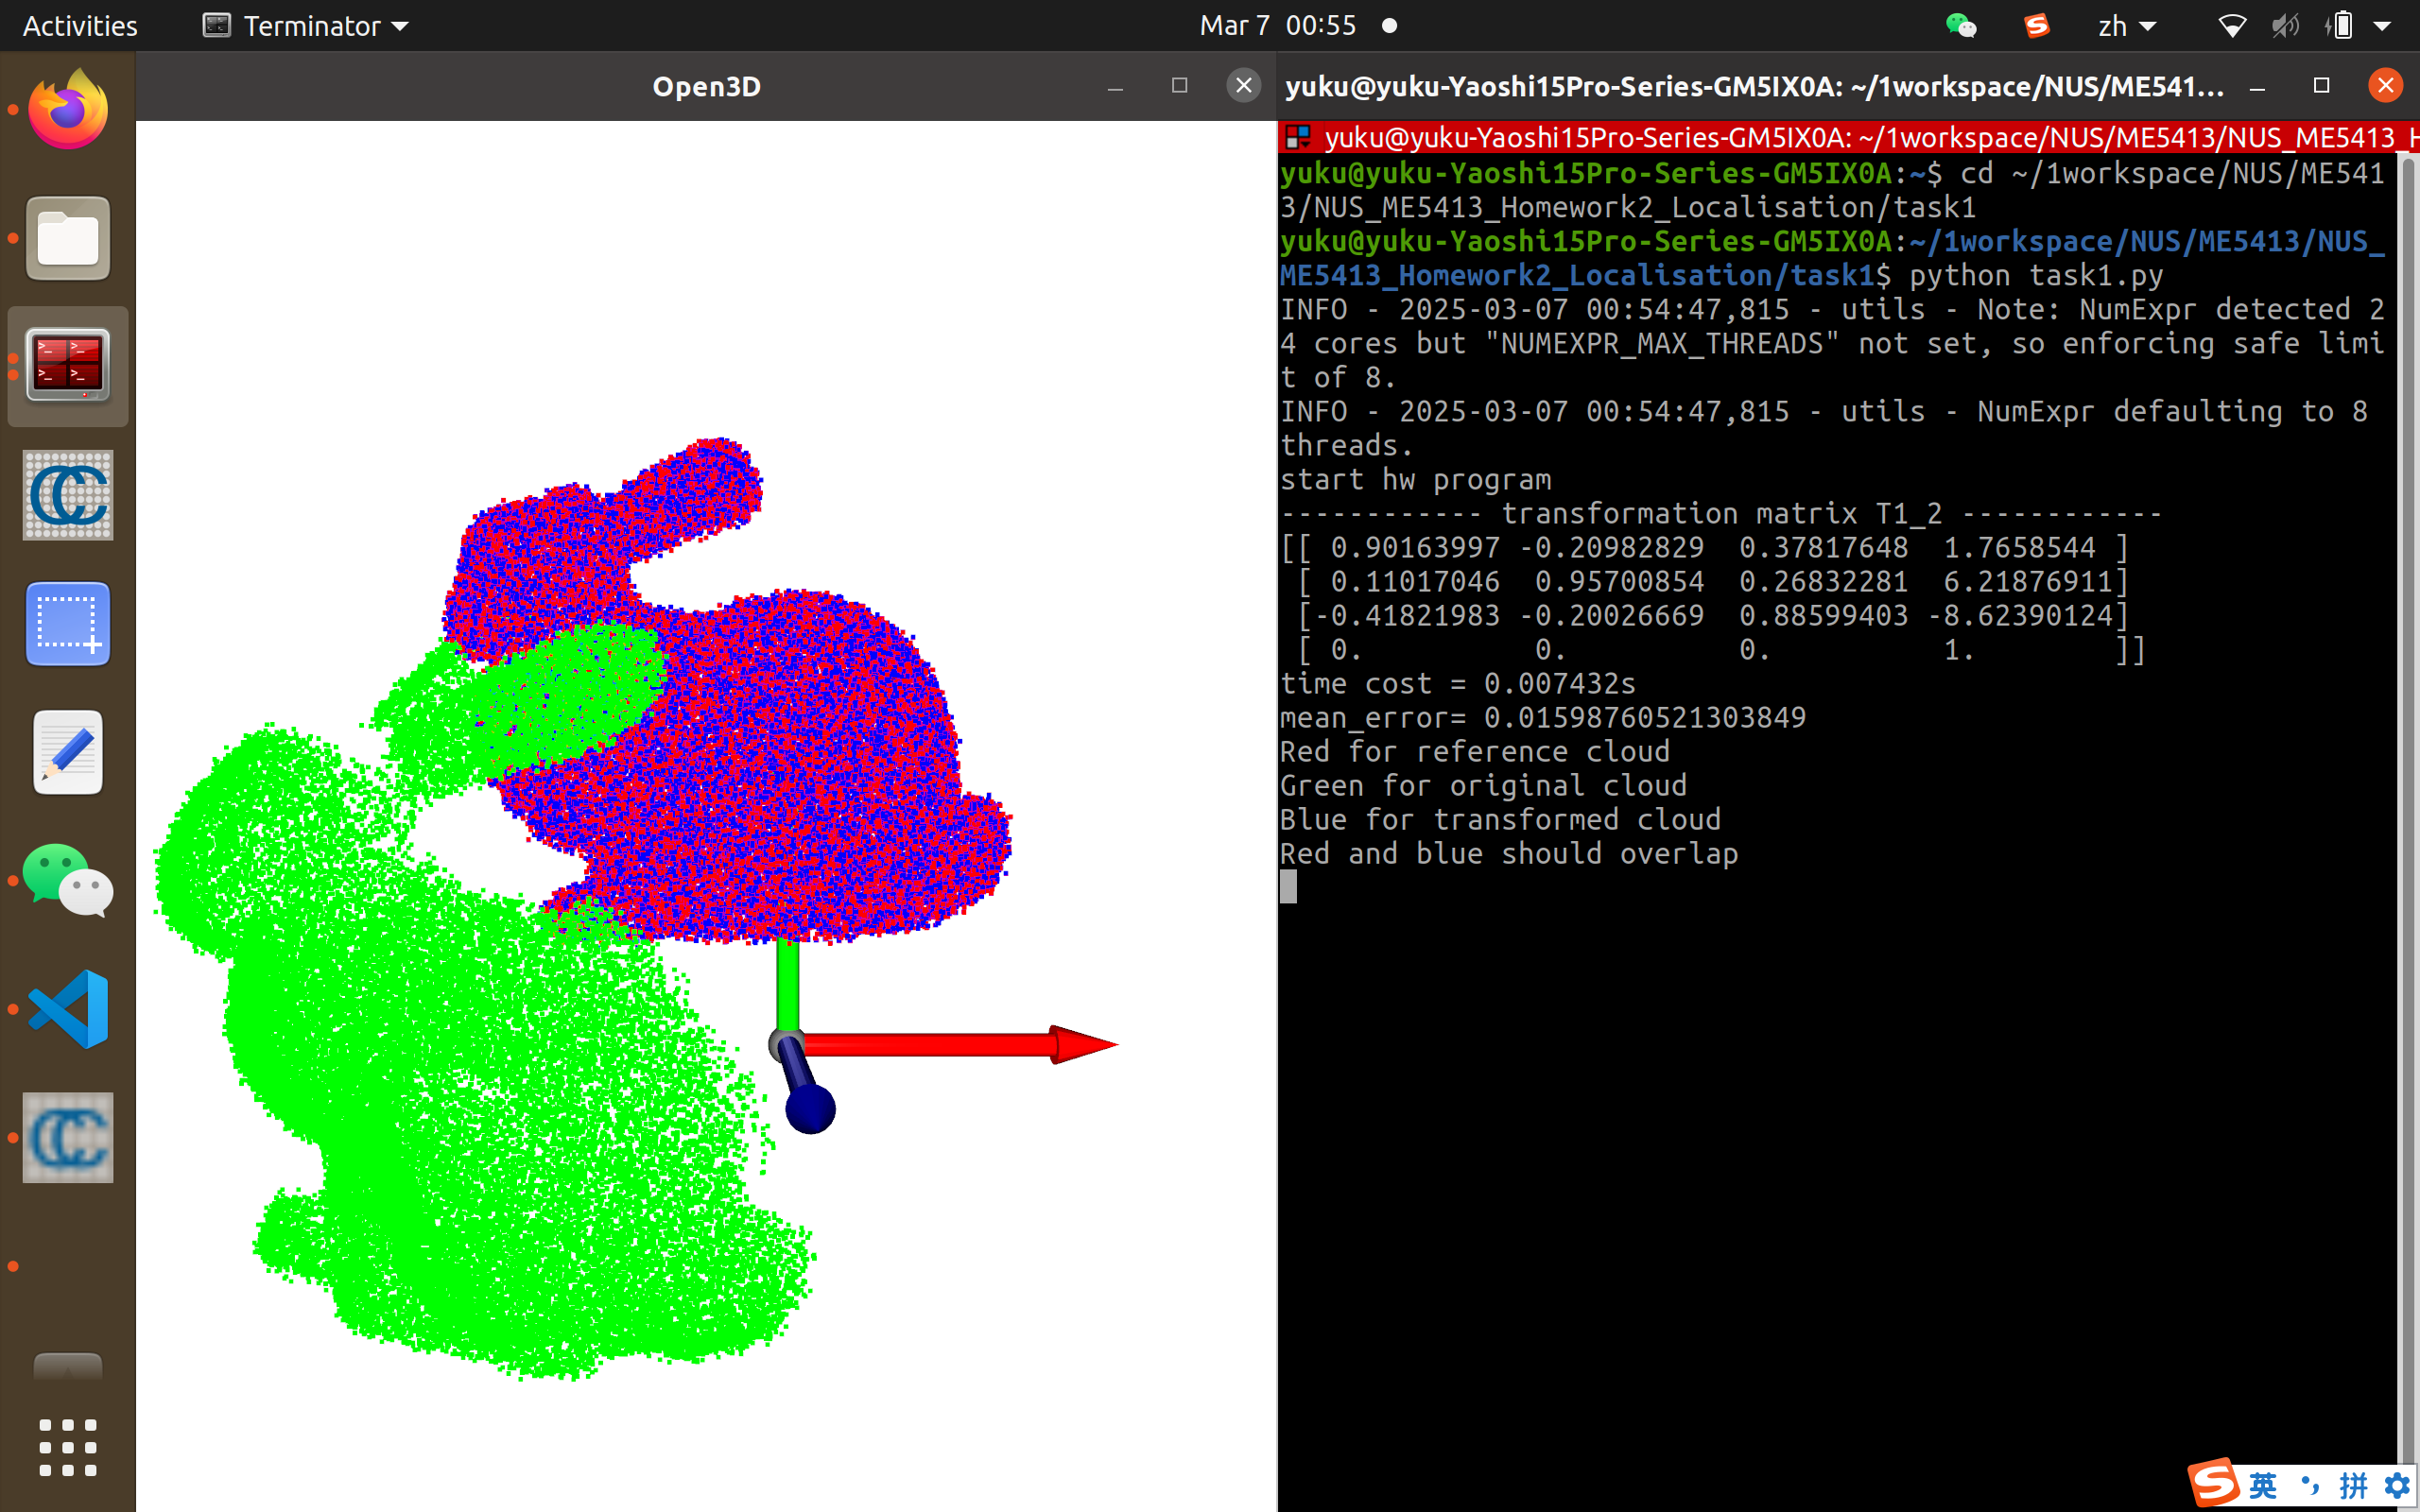 Activities
Terminator
Mar 7 00:55
zh
Open3D
yuku@yuku-Yaoshi15Pro-Series-GM5IX0A: ~/1workspace/NUS/ME541...
yuku@yuku-Yaoshi15Pro-Series-GM5IX0A: ~/1workspace/NUS/ME5413/NUS_ME5413_H
yuku@yuku-Yaoshi15Pro-Series-GM5IX0A:~$ cd ~/1workspace/NUS/ME541
3/NUS_ME5413_Homework2_Localisation/task1
yuku@yuku-Yaoshi15Pro-Series-GM5IX0A:~/1workspace/NUS/ME5413/NUS_
ME5413_Homework2_Localisation/task1$ python task1.py
INFO - 2025-03-07 00:54:47,815 - utils - Note: NumExpr detected 2
4 cores but "NUMEXPR_MAX_THREADS" not set, so enforcing safe limi
t of 8.
INFO - 2025-03-07 00:54:47,815 - utils - NumExpr defaulting to 8
threads.
start hw program
------------ transformation matrix T1_2 ------------
[[ 0.90163997 -0.20982829  0.37817648  1.7658544 ]
 [ 0.11017046  0.95700854  0.26832281  6.21876911]
 [-0.41821983 -0.20026669  0.88599403 -8.62390124]
 [ 0.          0.          0.          1.        ]]
time cost = 0.007432s
mean_error= 0.01598760521303849
Red for reference cloud
Green for original cloud
Blue for transformed cloud
Red and blue should overlap
英 拼